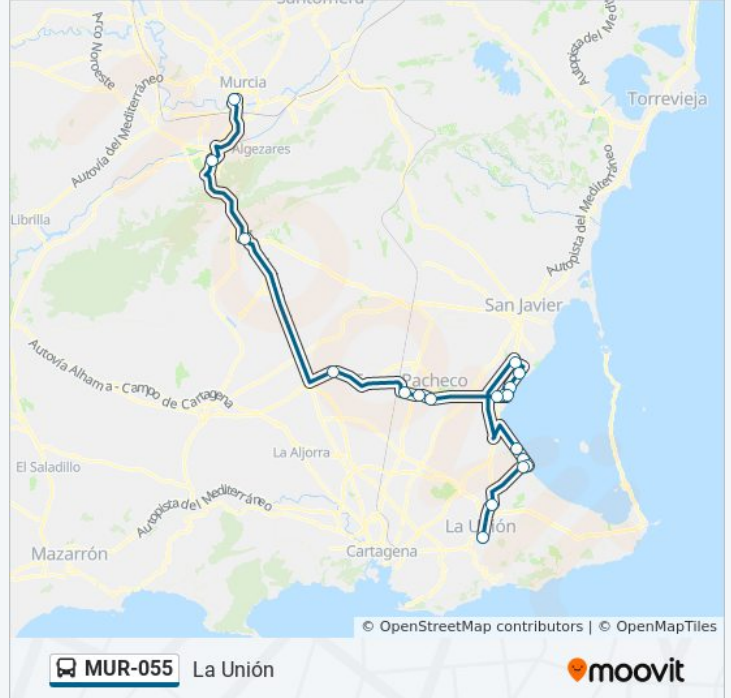 Santomera
Arco Noroeste
Autopista del Mediterráneo
Murcia
Torrevieja
Autovía del Mediterráneo
Algezares
Librilla
Autopista del Mediterráneo
San Javier
Autovía Alhama - Campo de Cartagena
Pacheco
La Aljorra
El Saladillo
Autopista del Mediterráneo
La Unión
Cartagena
Mazarrón
© OpenStreetMap contributors | © OpenMapTiles
MUR-055 La Unión
moovit